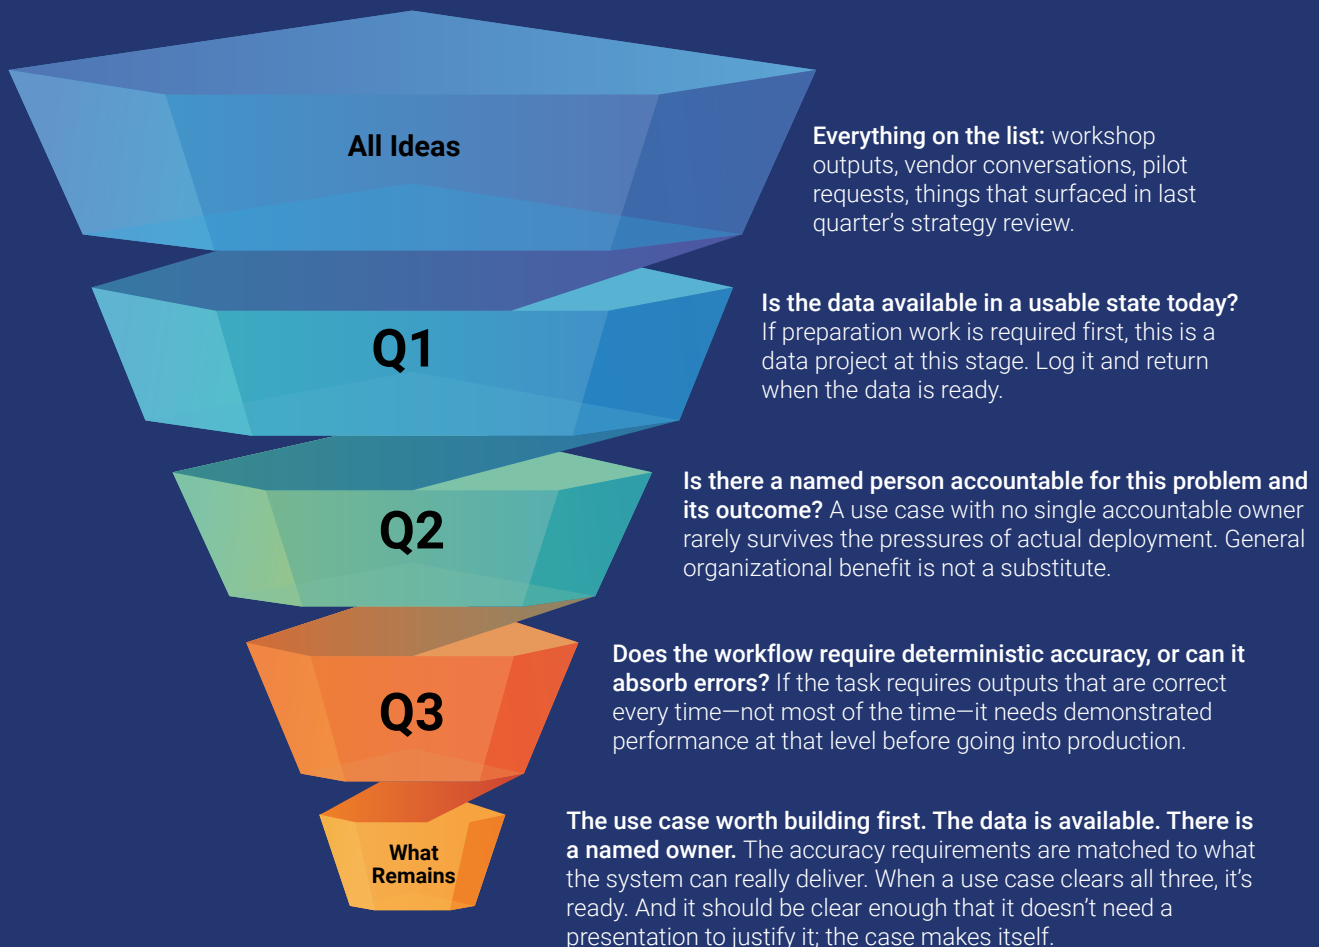 All Ideas
Everything on the list: workshop
outputs, vendor conversations, pilot
requests, things that surfaced in last
quarter’s strategy review.
Q1
Is the data available in a usable state today?
If preparation work is required first, this is a
data project at this stage. Log it and return
when the data is ready.
Q2
Is there a named person accountable for this problem and
its outcome? A use case with no single accountable owner
rarely survives the pressures of actual deployment. General
organizational benefit is not a substitute.
Q3
Does the workflow require deterministic accuracy, or can it
absorb errors? If the task requires outputs that are correct
every time—not most of the time—it needs demonstrated
performance at that level before going into production.
What
Remains
The use case worth building first. The data is available. There is
a named owner. The accuracy requirements are matched to what
the system can really deliver. When a use case clears all three, it’s
ready. And it should be clear enough that it doesn’t need a
presentation to justify it; the case makes itself.